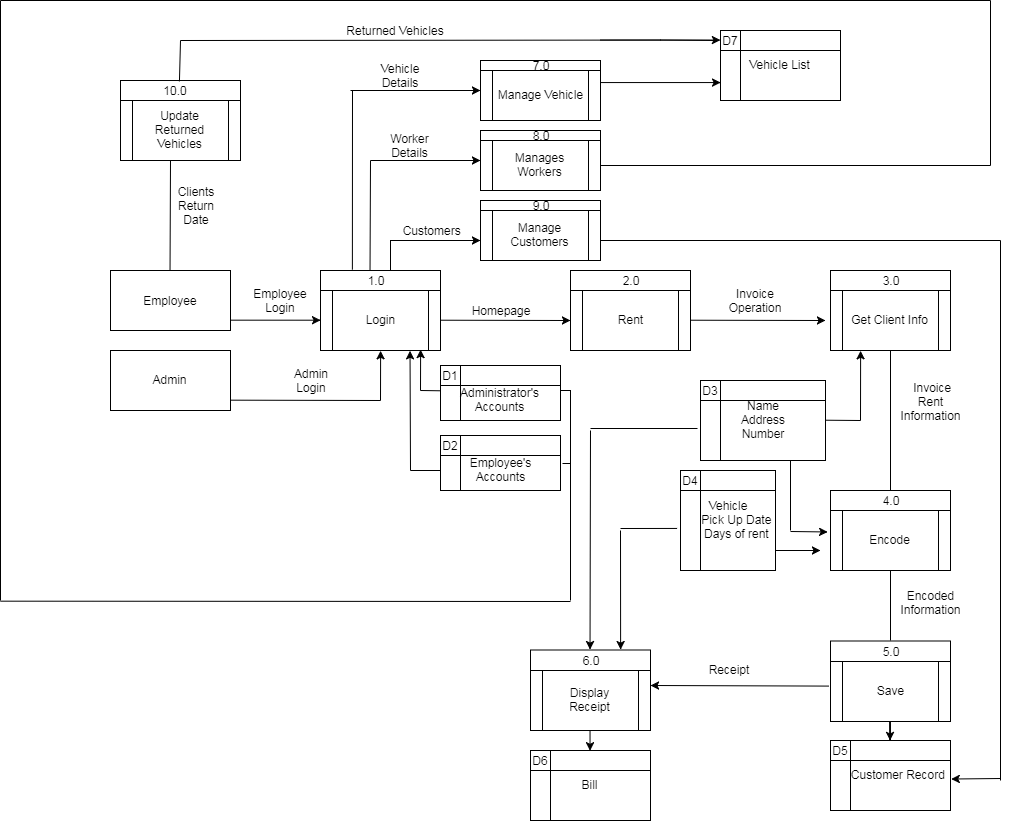 Returned Vehicles
D7
Vehicle List
Vehicle
Details
7.0
Manage Vehicle
10.0
Update
Returned
Vehicles
Worker
Details
8.0
Manages
Workers
Clients
Return
Date
Customers
9.0
Manage
Customers
Employee
Employee
Login
1.0
Login
Homepage
2.0
Rent
Invoice
Operation
3.0
Get Client Info
Admin
Admin
Login
D1
Administrator's
Accounts
D2
Employee's
Accounts
D3
Name
Address
Number
Invoice
Rent
Information
D4
Vehicle
Pick Up Date
Days of rent
4.0
Encode
Encoded
Information
6.0
Display
Receipt
Receipt
5.0
Save
D6
Bill
D5
Customer Record